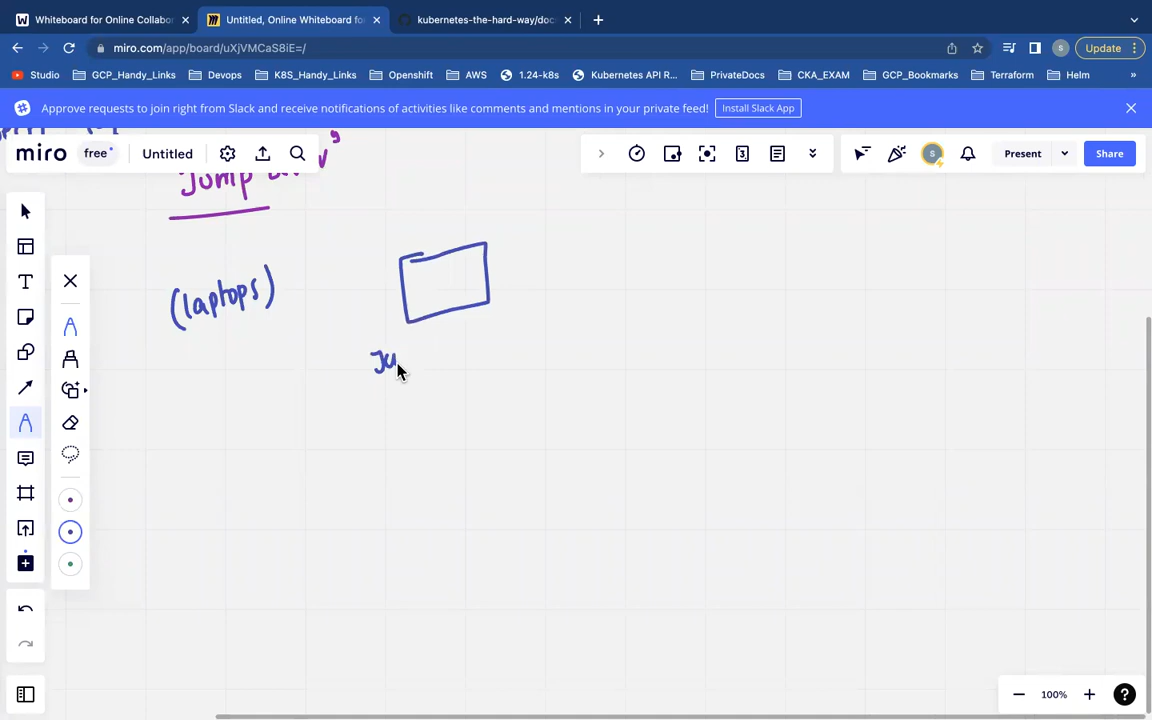 Whiteboard for Online Collabor
Untitled, Online Whiteboard fo
kubernetes-the-hard-way/doc
miro.com/app/board/uXjVMCaS8iE=/
S
Update
Studio
GCP_Handy_Links
Devops
K8S_Handy_Links
Openshift
AWS
1.24-k8s
Kubernetes API R...
PrivateDocs
CKA_EXAM
GCP_Bookmarks
Terraform
Helm
»
Approve requests to join right from Slack and receive notifications of activities like comments and mentions in your private feed!
Install Slack App
miro
free
Untitled
S
Present
Share
Jump
(laptops)
Ju
100%